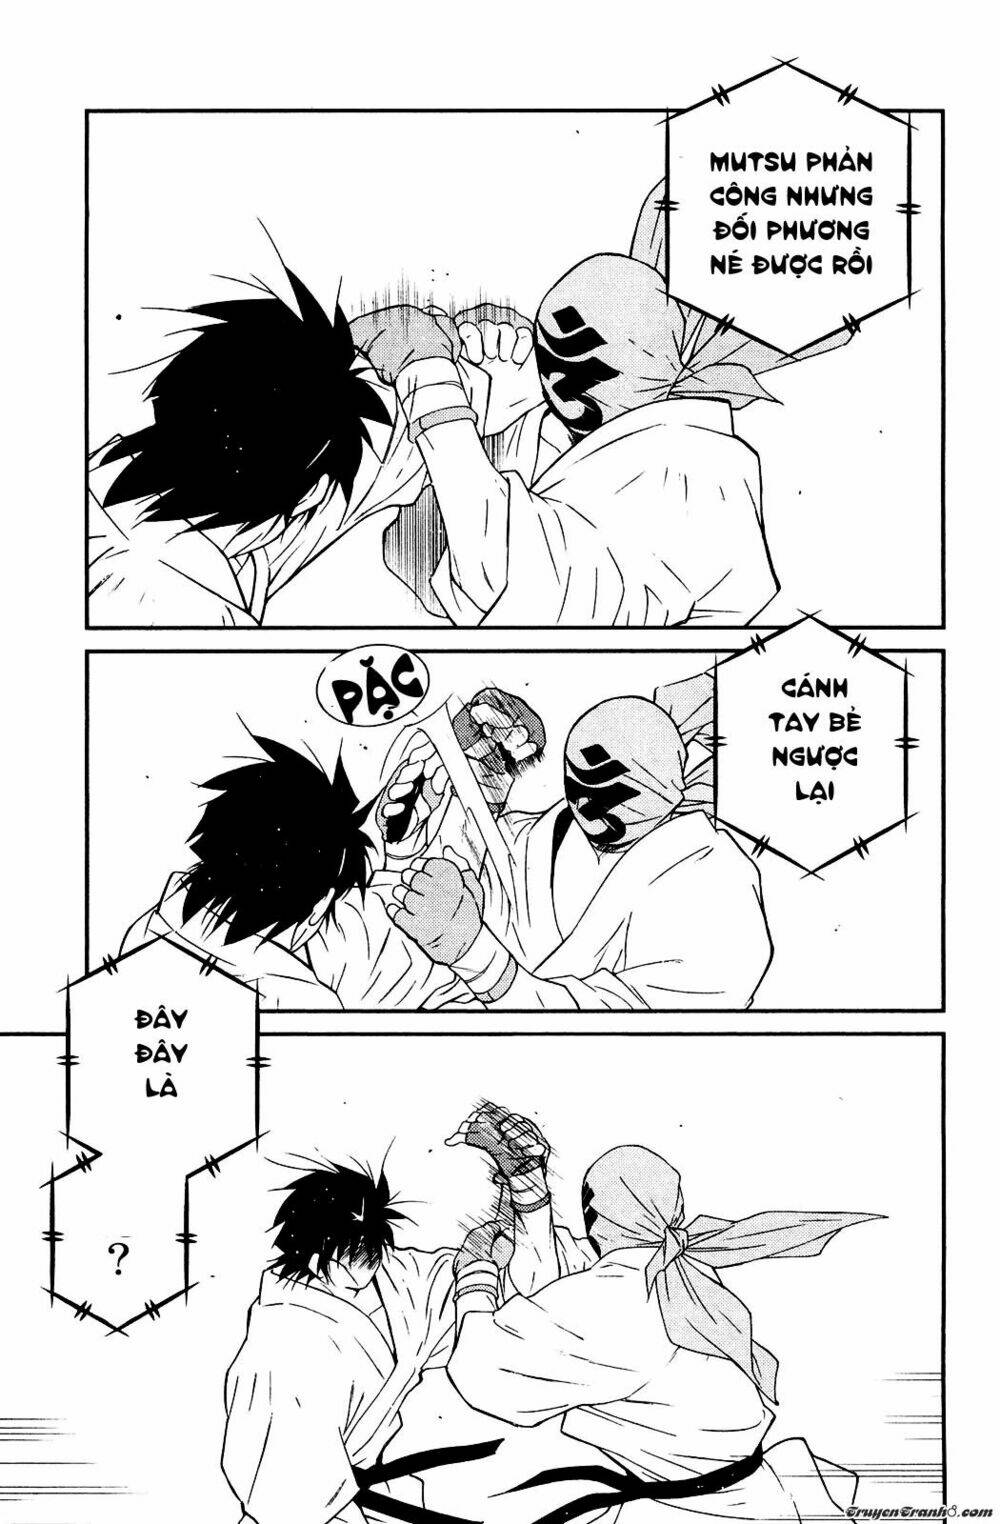 MUTSU PHẢN
CÔNG NHƯNG
ĐỐI PHƯƠNG
NÉ ĐƯỢC RỒI
PẶC
CÁNH
TAY BẺ
NGƯỢC
LẠI
ĐÂY
ĐÂY
LÀ
?
TruyenTranh8.com